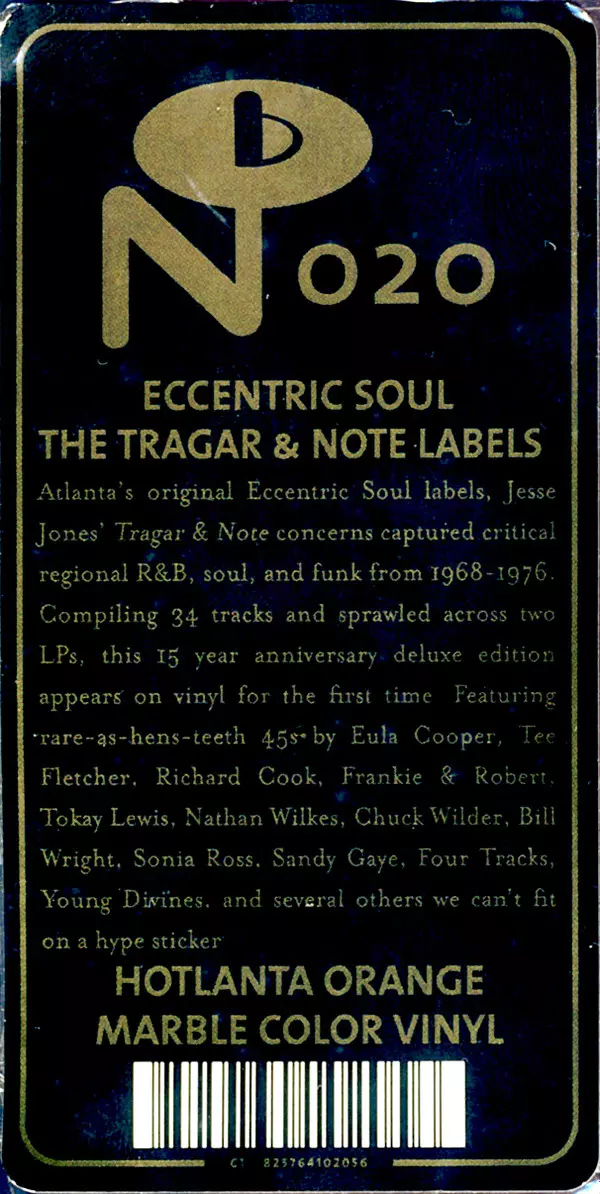 N 020
ECCENTRIC SOUL
THE TRAGAR & NOTE LABELS
Atlanta's original Eccentric Soul labels, Jesse
Jones' Tragar & Note concerns captured critical
regional R&B, soul, and funk from 1968-1976.
Compiling 34 tracks and sprawled across two
LPs, this 15 year anniversary deluxe edition
appears on vinyl for the first time Featuring
rare-as-hens-teeth 45s by Eula Cooper, Tee
Fletcher, Richard Cook, Frankie & Robert,
Tokay Lewis, Nathan Wilkes, Chuck Wilder, Bill
Wright, Sonia Ross, Sandy Gaye, Four Tracks,
Young Divines, and several others we can't fit
on a hype sticker
HOTLANTA ORANGE
MARBLE COLOR VINYL
C1 825764102056